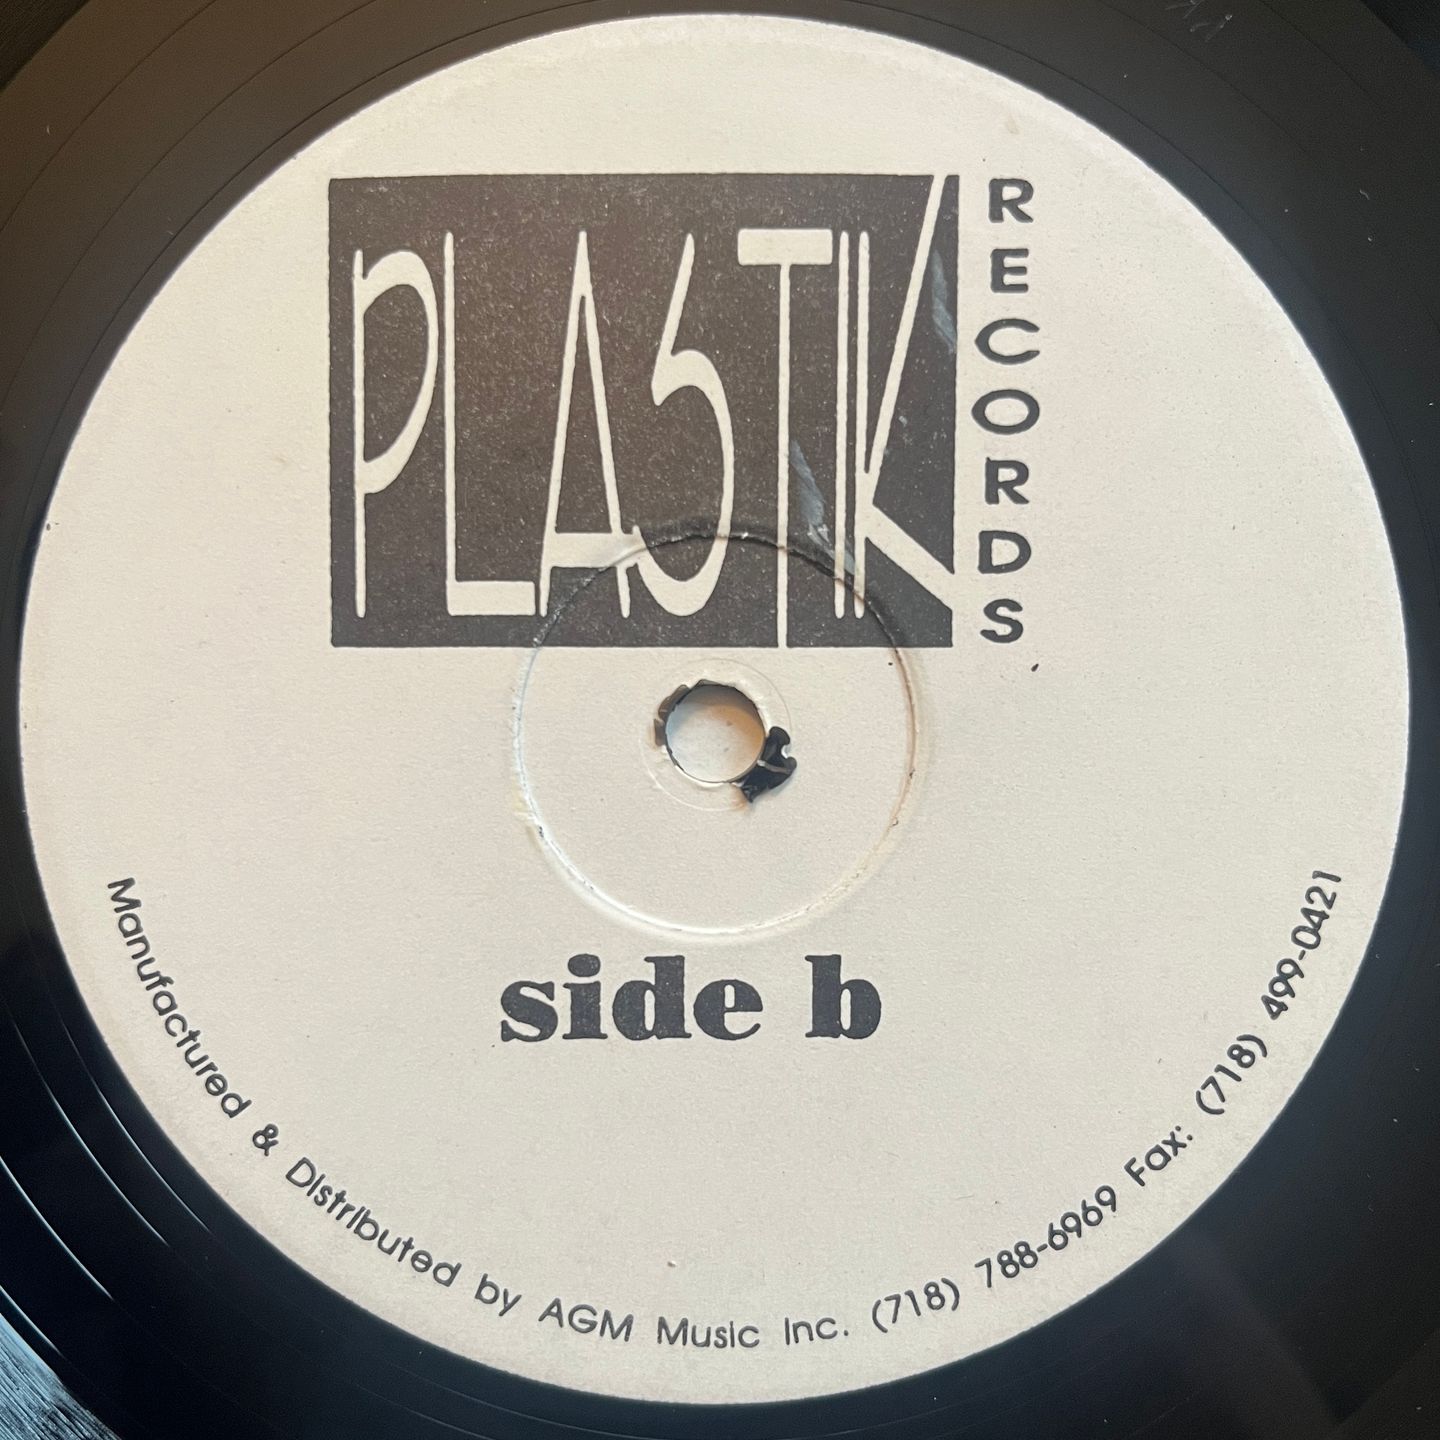 PLASTIK
RECORDS
side b
Manufactured & Distributed by AGM Music Inc. (718) 788-6969 Fax: (718) 499-0421